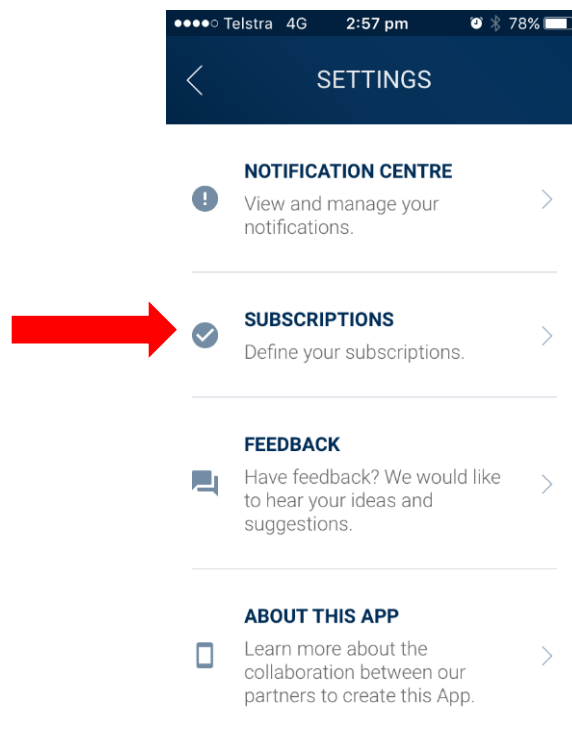 Telstra 4G 2:57 pm 78%
SETTINGS
NOTIFICATION CENTRE
View and manage your
notifications.
SUBSCRIPTIONS
Define your subscriptions.
FEEDBACK
Have feedback? We would like
to hear your ideas and
suggestions.
ABOUT THIS APP
Learn more about the
collaboration between our
partners to create this App.